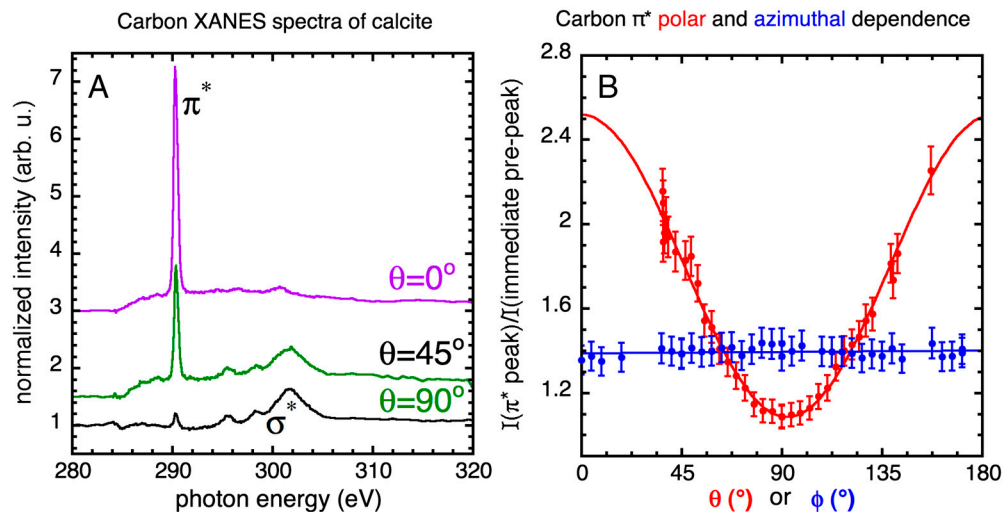 Carbon XANES spectra of calcite
A
π*
θ=0°
θ=45°
θ=90°
σ*
normalized intensity (arb. u.)
7
6
5
4
3
2
1
280 290 300 310 320
photon energy (eV)
Carbon π* polar and azimuthal dependence
B
I(π* peak)/I(immediate pre-peak)
2.8
2.4
2
1.6
1.2
0 45 90 135 180
θ (°) or ϕ (°)